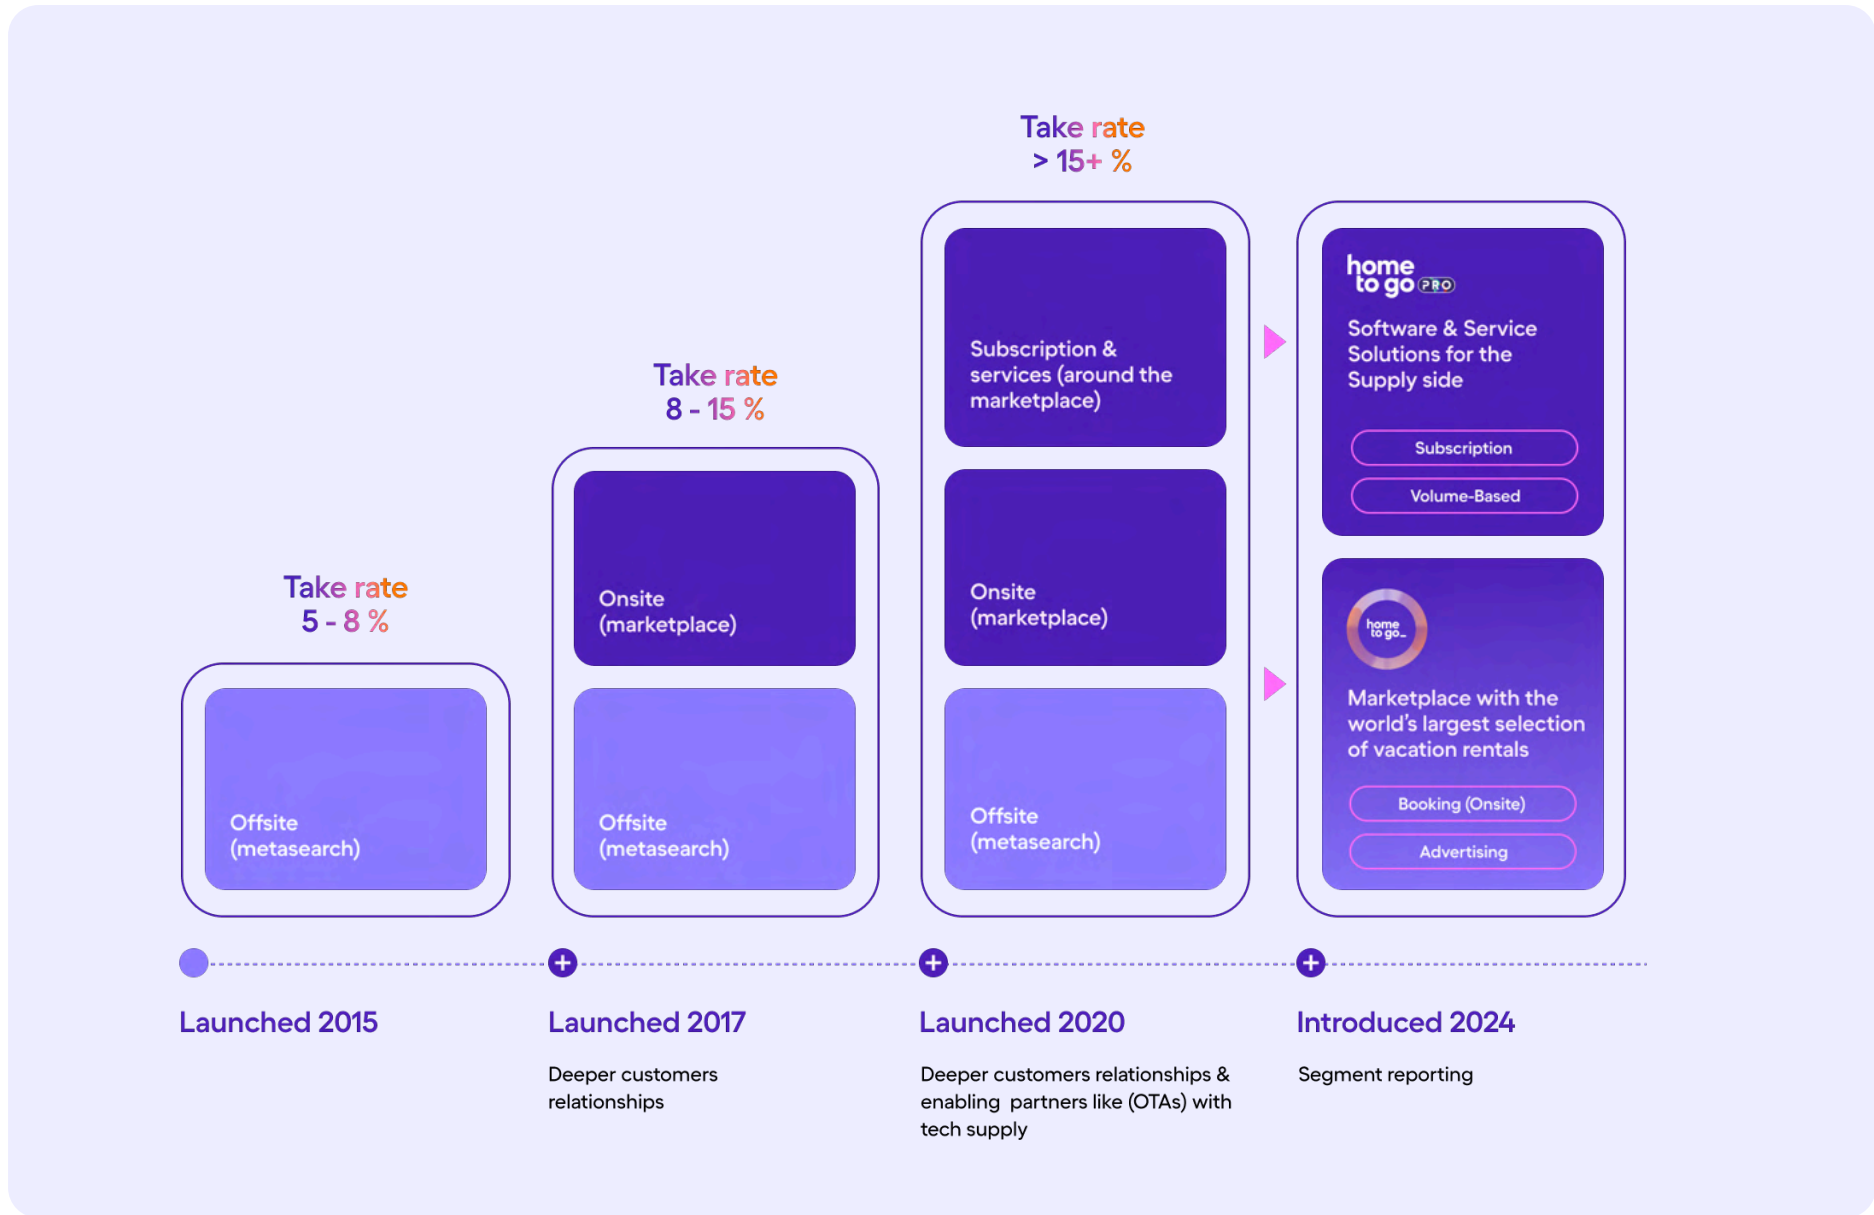 Take rate
5 - 8 %
Offsite
(metasearch)
Launched 2015
Take rate
8 - 15 %
Onsite
(marketplace)
Offsite
(metasearch)
Launched 2017
Deeper customers
relationships
Take rate
> 15+ %
Subscription &
services (around the
marketplace)
Onsite
(marketplace)
Offsite
(metasearch)
Launched 2020
Deeper customers relationships &
enabling  partners like (OTAs) with
tech supply
home
to go PRO
Software & Service
Solutions for the
Supply side
Subscription
Volume-Based
home
to go_
Marketplace with the
world's largest selection
of vacation rentals
Booking (Onsite)
Advertising
Introduced 2024
Segment reporting